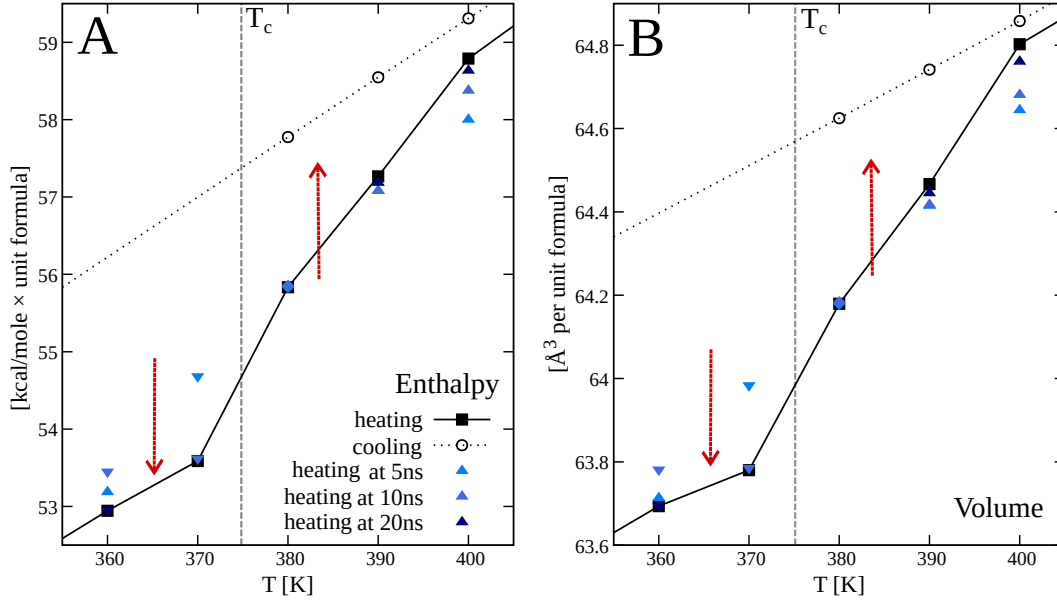 A
T_c
59
58
57
56
55
54
53
[kcal/mole × unit formula]
Enthalpy
heating
cooling
heating at 5ns
heating at 10ns
heating at 20ns
360 370 380 390 400
T [K]
B
T_c
64.8
64.6
64.4
64.2
64
63.8
63.6
[Å³ per unit formula]
Volume
360 370 380 390 400
T [K]